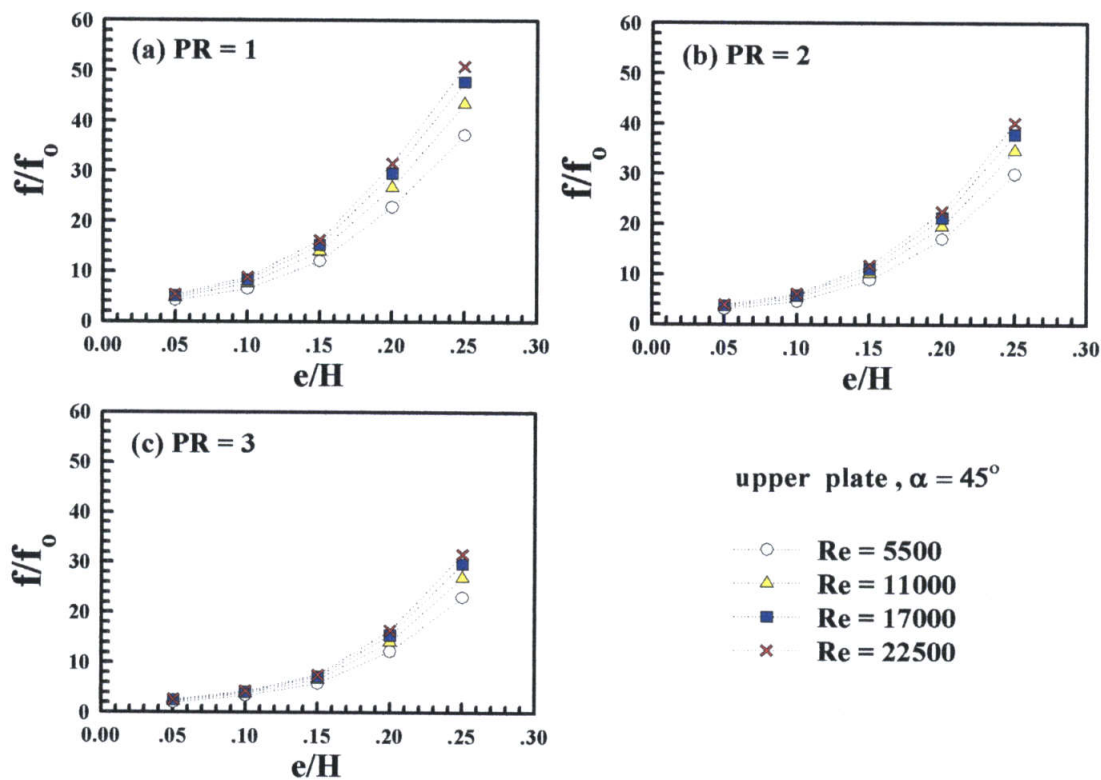 60
50
40
30
20
10
0
f/fo
(a) PR = 1
0.00 .05 .10 .15 .20 .25 .30
e/H
60
50
40
30
20
10
0
f/fo
(b) PR = 2
0.00 .05 .10 .15 .20 .25 .30
e/H
60
50
40
30
20
10
0
f/fo
(c) PR = 3
0.00 .05 .10 .15 .20 .25 .30
e/H
upper plate , α = 45°
Re = 5500
Re = 11000
Re = 17000
Re = 22500